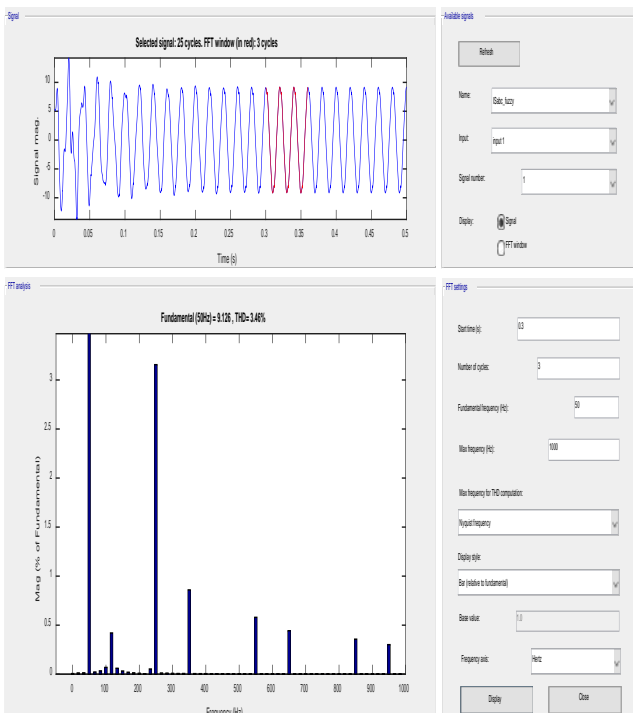 Signal
Selected signal: 25 cycles. FFT window (in red): 3 cycles
10
5
0
-5
-10
Signal mag.
0 0.05 0.1 0.15 0.2 0.25 0.3 0.35 0.4 0.45 0.5
Time (s)
Available signals
Refresh
Name:
ISabc_fuzzy
Input:
input 1
Signal number:
1
Display:
Signal
FFT window
FFT analysis
Fundamental (50Hz) = 9.126 , THD= 3.46%
3
2
1.5
1
0.5
0
Mag (% of Fundamental)
0 100 200 300 400 500 600 700 800 900 1000
Frequency (Hz)
FFT settings
Start time (s):
0.3
Number of cycles:
3
Fundamental frequency (Hz):
50
Max frequency (Hz):
1000
Max frequency for THD computation:
Nyquist frequency
Display style:
Bar (relative to fundamental)
Base value:
1.0
Frequency axis:
Hertz
Display
Close